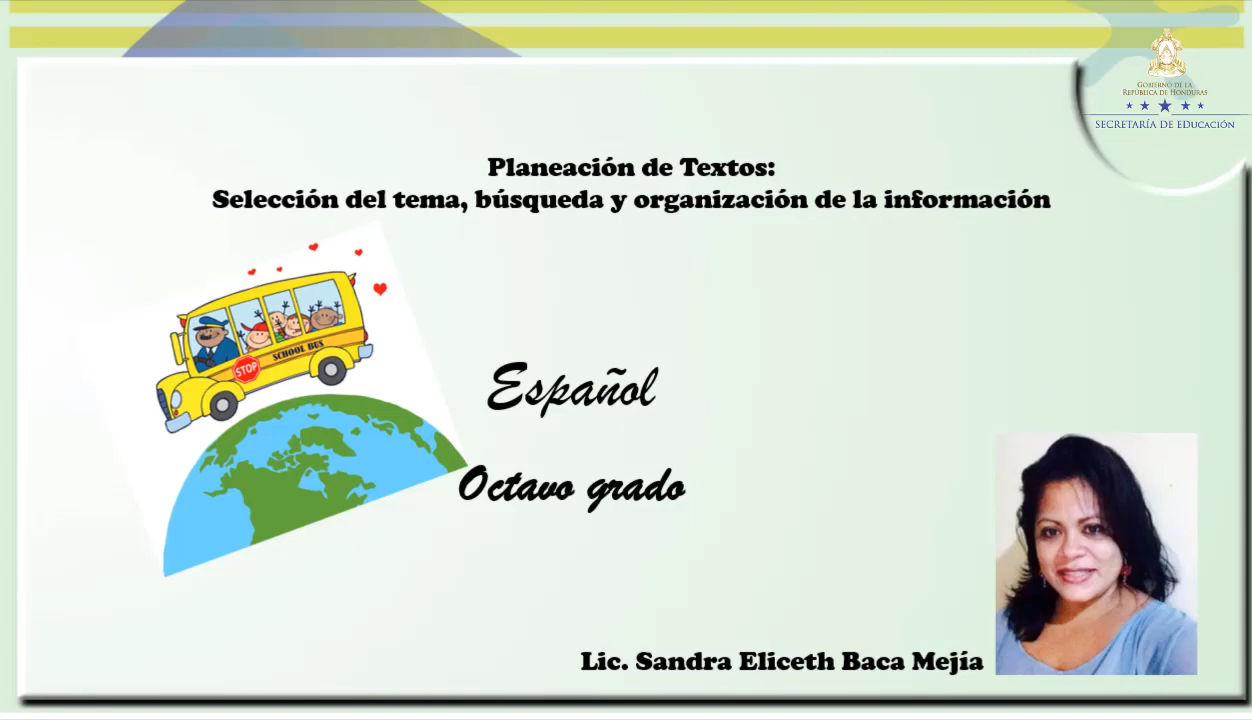 GOBIERNO DE LA
REPÚBLICA DE HONDURAS
SECRETARÍA DE EDUCACIÓN
Planeación de Textos:
Selección del tema, búsqueda y organización de la información
SCHOOL BUS
STOP
Español
Octavo grado
Lic. Sandra Eliceth Baca Mejía